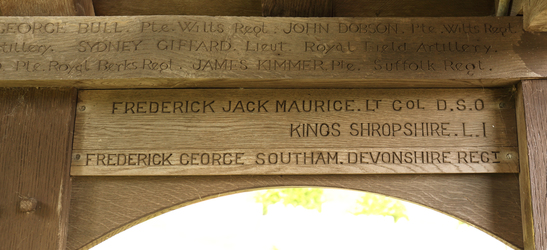 GEORGE BULL. Pte. Wilts Regt. JOHN DOBSON. Pte. Wilts Regt.
tillery. SYDNEY GIFFARD. Lieut. Royal Field Artillery.
Pte. Royal Berks Regt. JAMES KIMMER Pte. Suffolk Regt.
FREDERICK JACK MAURICE. LT COL D.S.O
KINGS SHROPSHIRE. L.I
FREDERICK GEORGE SOUTHAM. DEVONSHIRE REGT